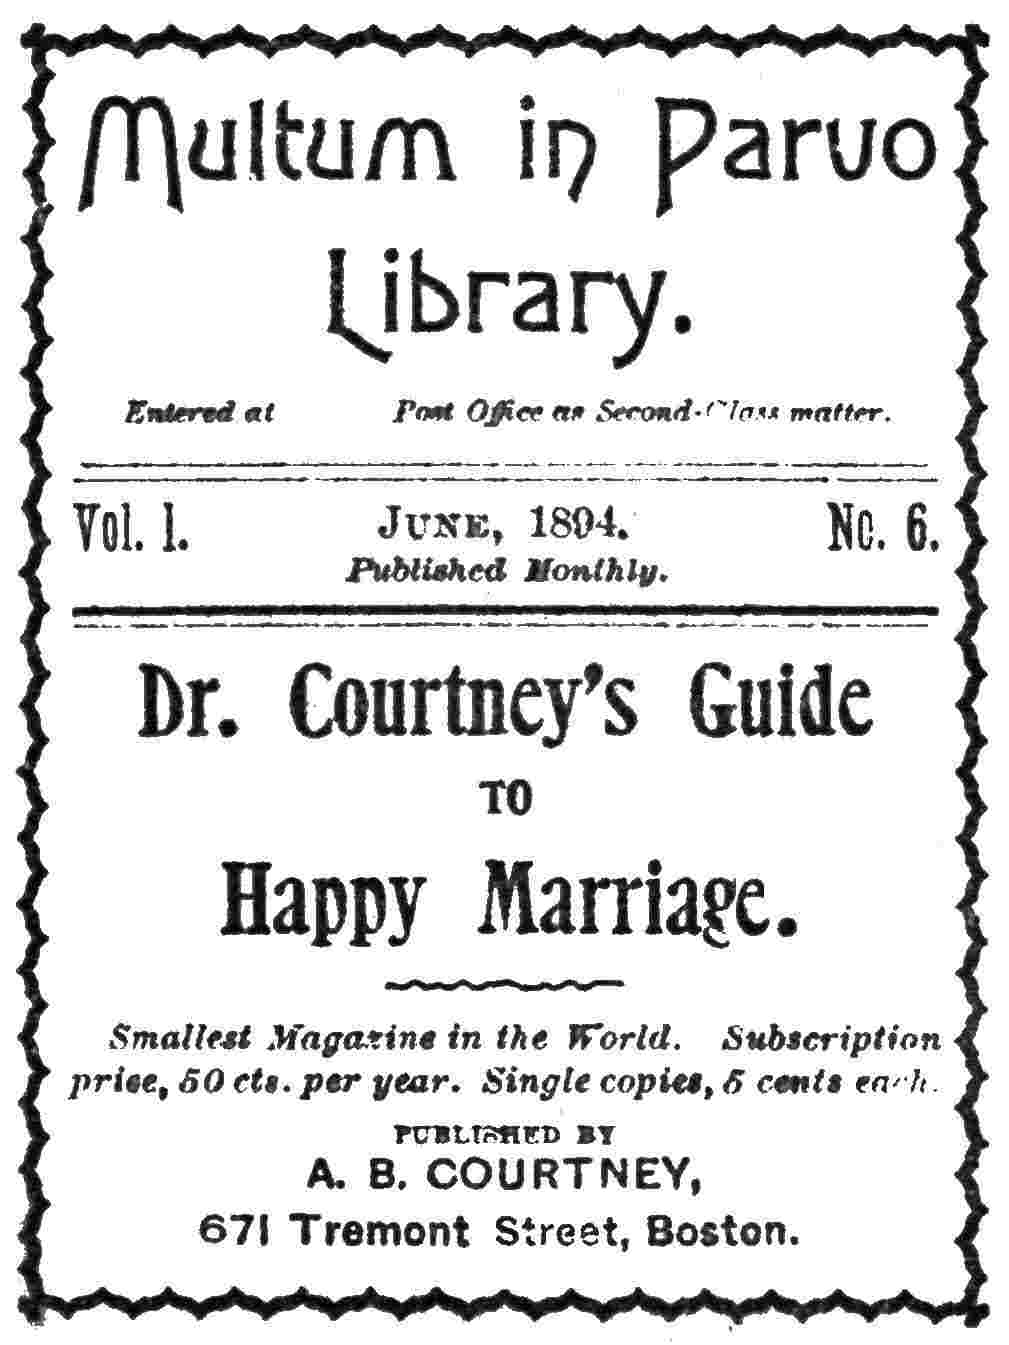 Multum in Parvo
Library.
Entered at Post Office as Second-Class matter.
Vol. 1. JUNE, 1894. No. 6.
Published Monthly.
Dr. Courtney's Guide
TO
Happy Marriage.
Smallest Magazine in the World. Subscription
price, 50 cts. per year. Single copies, 5 cents each.
PUBLISHED BY
A. B. COURTNEY,
671 Tremont Street, Boston.